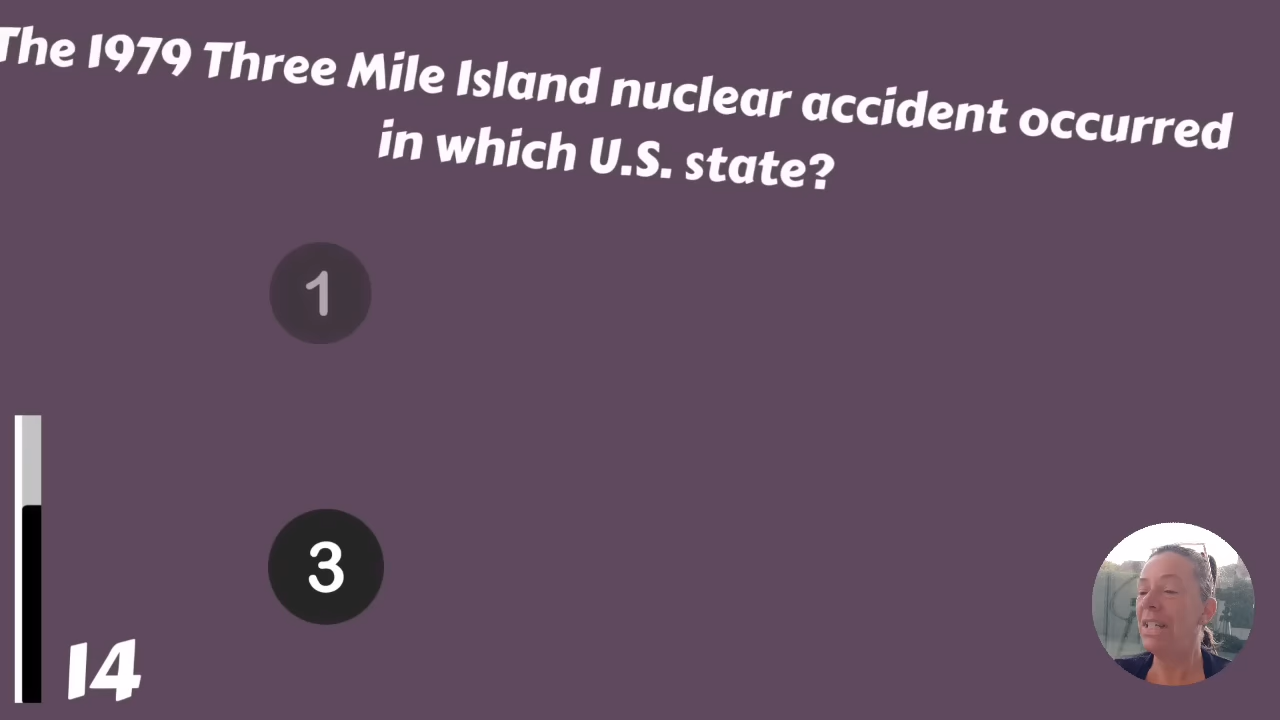 The 1979 Three Mile Island nuclear accident occurred
in which U.S. state?
1
3
14